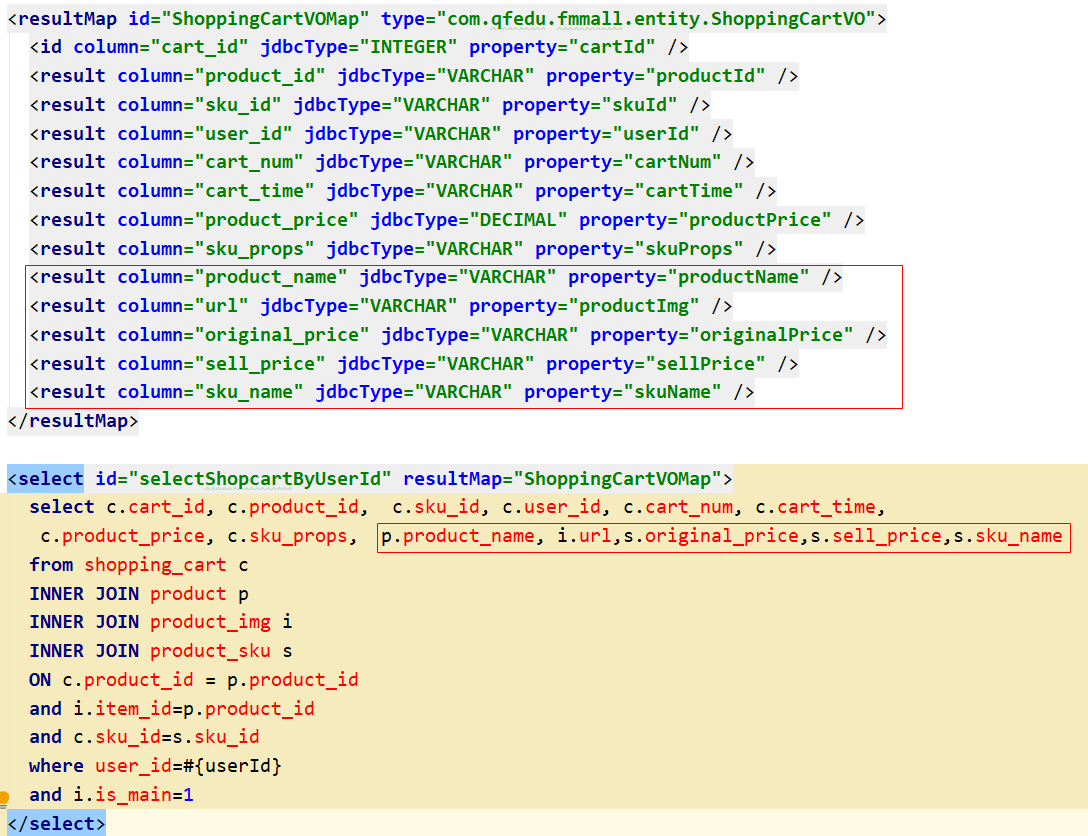 <resultMap id="ShoppingCartVOMap" type="com.qfedu.fmmall.entity.ShoppingCartVO">
<id column="cart_id" jdbcType="INTEGER" property="cartId" />
<result column="product_id" jdbcType="VARCHAR" property="productId" />
<result column="sku_id" jdbcType="VARCHAR" property="skuId" />
<result column="user_id" jdbcType="VARCHAR" property="userId" />
<result column="cart_num" jdbcType="VARCHAR" property="cartNum" />
<result column="cart_time" jdbcType="VARCHAR" property="cartTime" />
<result column="product_price" jdbcType="DECIMAL" property="productPrice" />
<result column="sku_props" jdbcType="VARCHAR" property="skuProps" />
<result column="product_name" jdbcType="VARCHAR" property="productName" />
<result column="url" jdbcType="VARCHAR" property="productImg" />
<result column="original_price" jdbcType="VARCHAR" property="originalPrice" />
<result column="sell_price" jdbcType="VARCHAR" property="sellPrice" />
<result column="sku_name" jdbcType="VARCHAR" property="skuName" />
</resultMap>
<select id="selectShopcartByUserId" resultMap="ShoppingCartVOMap">
select c.cart_id, c.product_id,  c.sku_id, c.user_id, c.cart_num, c.cart_time,
c.product_price, c.sku_props,  p.product_name, i.url,s.original_price,s.sell_price,s.sku_name
from shopping_cart c
INNER JOIN product p
INNER JOIN product_img i
INNER JOIN product_sku s
ON c.product_id = p.product_id
and i.item_id=p.product_id
and c.sku_id=s.sku_id
where user_id=#{userId}
and i.is_main=1
</select>